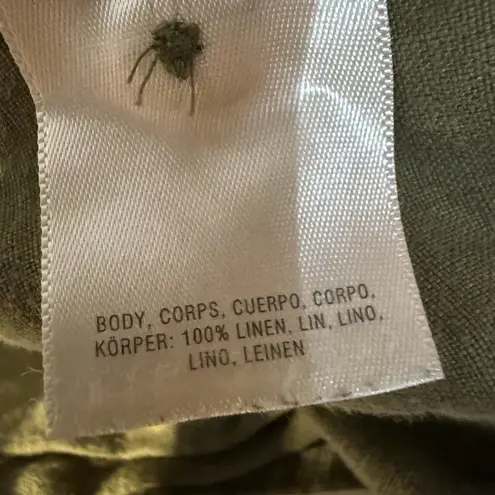 BODY, CORPS, CUERPO, CORPO,
KÖRPER: 100% LINEN, LIN, LINO,
LINO, LEINEN